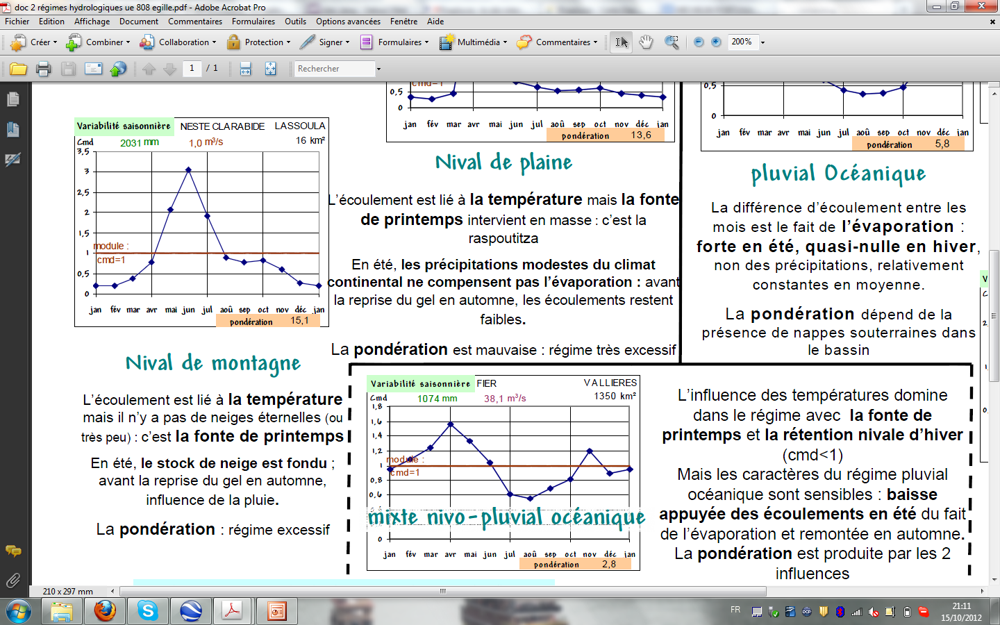 doc 2 régimes hydrologiques ue 808 egille.pdf - Adobe Acrobat Pro
Fichier Edition Affichage Document Commentaires Formulaires Outils Options avancées Fenêtre Aide
Créer Combiner Collaboration Protection Signer Formulaires Multimédia Commentaires 200%
1 / 1 Rechercher
cmd=1
0,5
0
jan fév mar avr mai jun jul aoû sep oct nov déc jan
pondération 13,6
Nival de plaine
L'écoulement est lié à la température mais la fonte
de printemps intervient en masse : c'est la
raspoutitza
En été, les précipitations modestes du climat
continental ne compensent pas l'évaporation : avant
la reprise du gel en automne, les écoulements restent
faibles.
La pondération est mauvaise : régime très excessif
0,5
0
jan fév mar avr mai jun jul aoû sep oct nov déc jan
pondération 5,8
pluvial Océanique
La différence d'écoulement entre les
mois est le fait de l'évaporation :
forte en été, quasi-nulle en hiver,
non des précipitations, relativement
constantes en moyenne.
La pondération dépend de la
présence de nappes souterraines dans
le bassin
Variabilité saisonnière NESTE CLARABIDE LASSOULA
Cmd 2031 mm 1,0 m³/s 16 km²
3,5
3
2,5
2
1,5
module :
1
cmd=1
0,5
0
jan fév mar avr mai jun jul aoû sep oct nov déc jan
pondération 15,1
Nival de montagne
L'écoulement est lié à la température
mais il n'y a pas de neiges éternelles (ou
très peu) : c'est la fonte de printemps
En été, le stock de neige est fondu ;
avant la reprise du gel en automne,
influence de la pluie.
La pondération : régime excessif
Variabilité saisonnière FIER VALLIERES
Cmd 1074 mm 38,1 m³/s 1350 km²
1,8
1,6
1,4
1,2
module :
1
cmd=1
0,8
0,6
mixte nivo-pluvial océanique
0
jan fév mar avr mai jun jul aoû sep oct nov déc jan
pondération 2,8
L'influence des températures domine
dans le régime avec la fonte de
printemps et la rétention nivale d'hiver
(cmd<1)
Mais les caractères du régime pluvial
océanique sont sensibles : baisse
appuyée des écoulements en été du fait
de l'évaporation et remontée en automne.
La pondération est produite par les 2
influences
210 x 297 mm
FR 21:11
15/10/2012